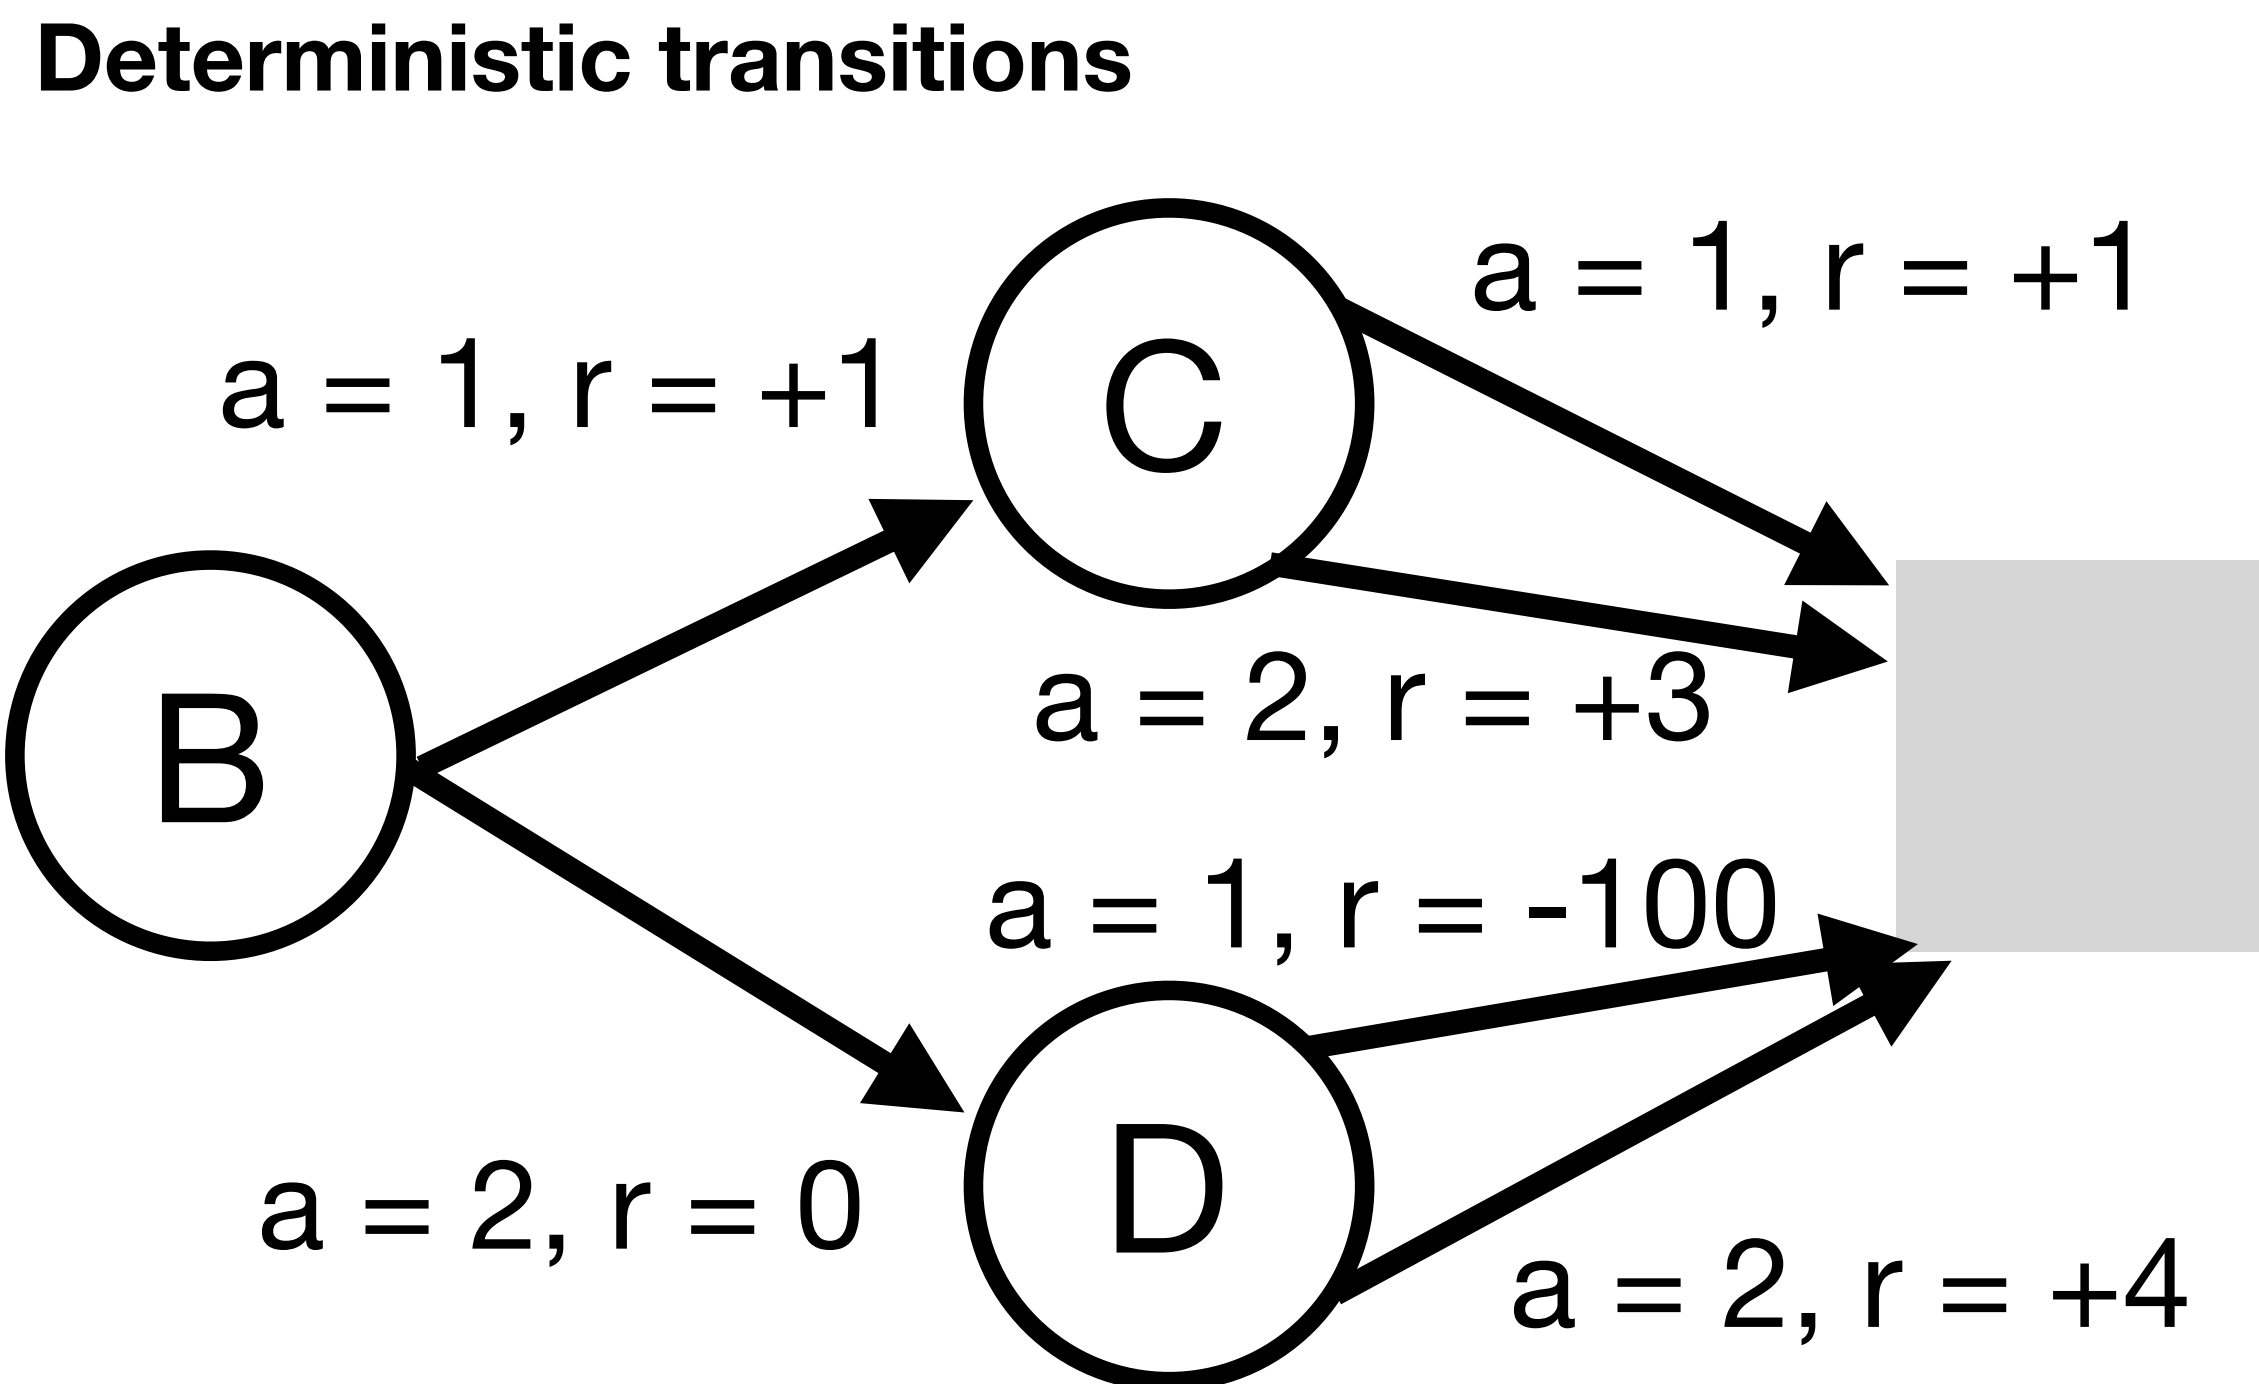 Deterministic transitions
a = 1, r = +1
C
a = 1, r = +1
B
a = 2, r = +3
a = 1, r = -100
a = 2, r = 0
D
a = 2, r = +4